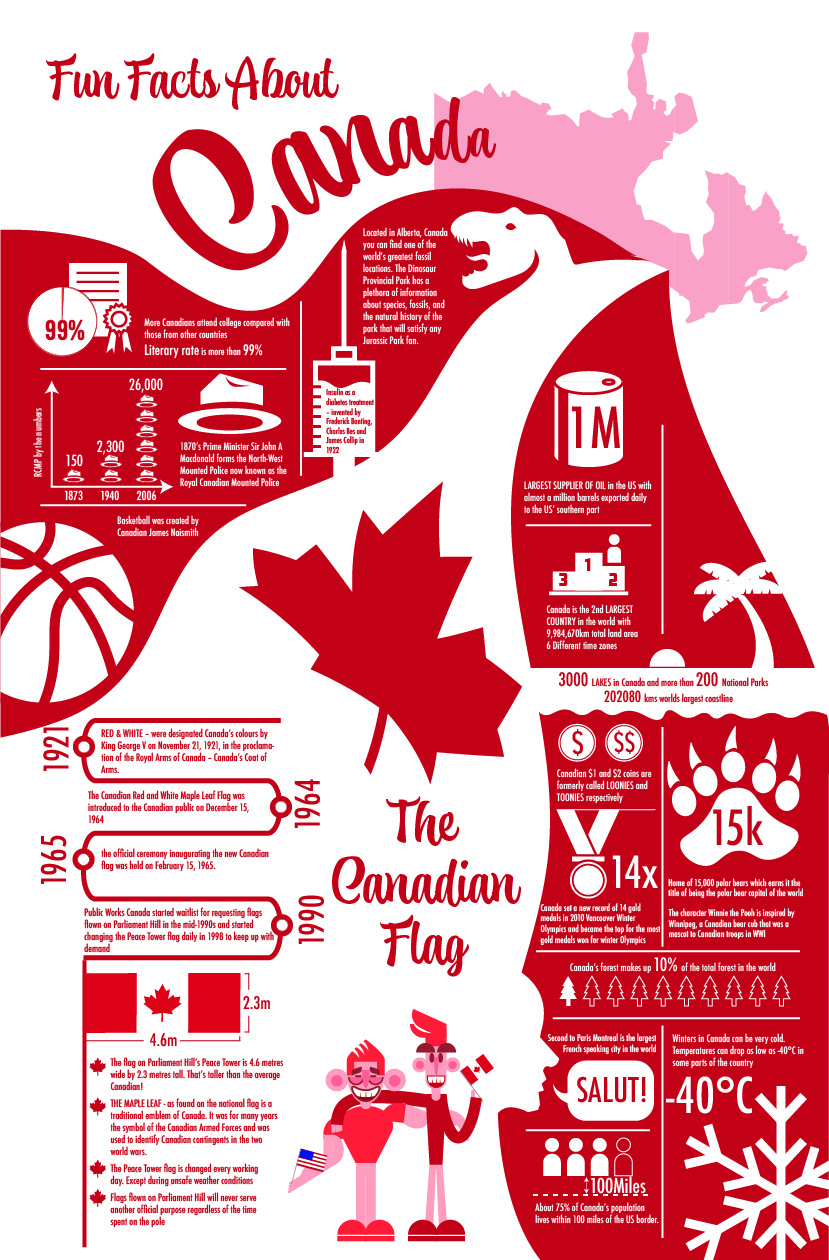 Fun Facts About
Canada
99%
More Canadians attend college compared with
those from other countries
Literary rate is more than 99%
Located in Alberta, Canada
you can find one of the
world's greatest fossil
locations. The Dinosaur
Provincial Park has a
plethora of information
about species, fossils, and
the natural history of the
park that will satisfy any
Jurassic Park fan.
RCMP by the numbers
150
2,300
26,000
1873
1940
2006
1870's Prime Minister Sir John A
Macdonald forms the North-West
Mounted Police now known as the
Royal Canadian Mounted Police
Insulin as a
diabetes treatment
– invented by
Frederick Banting,
Charles Bes and
James Collip in
1922
Basketball was created by
Canadian James Naismith
1M
LARGEST SUPPLIER OF OIL in the US with
almost a million barrels exported daily
to the US' southern part
1
2
3
Canada is the 2nd LARGEST
COUNTRY in the world with
9,984,670km total land area
6 Different time zones
3000 LAKES in Canada and more than 200 National Parks
202080 kms worlds largest coastline
1921
RED & WHITE – were designated Canada's colours by
King George V on November 21, 1921, in the proclama-
tion of the Royal Arms of Canada – Canada's Coat of
Arms.
The Canadian Red and White Maple Leaf Flag was
introduced to the Canadian public on December 15,
1964
1964
1965
the official ceremony inaugurating the new Canadian
flag was held on February 15, 1965.
Public Works Canada started waitlist for requesting flags
flown on Parliament Hill in the mid-1990s and started
changing the Peace Tower flag daily in 1998 to keep up with
demand
1990
The
Canadian
Flag
2.3m
4.6m
The flag on Parliament Hill's Peace Tower is 4.6 metres
wide by 2.3 metres tall. That's taller than the average
Canadian!
THE MAPLE LEAF - as found on the national flag is a
traditional emblem of Canada. It was for many years
the symbol of the Canadian Armed Forces and was
used to identify Canadian contingents in the two
world wars.
The Peace Tower flag is changed every working
day. Except during unsafe weather conditions
Flags flown on Parliament Hill will never serve
another official purpose regardless of the time
spent on the pole
$
$$
Canadian $1 and $2 coins are
formerly called LOONIES and
TOONIES respectively
14x
Canada set a new record of 14 gold
medals in 2010 Vancouver Winter
Olympics and became the top for the most
gold medals won for winter Olympics
15k
Home of 15,000 polar bears which earns it the
title of being the polar bear capital of the world
The character Winnie the Pooh is inspired by
Winnipeg, a Canadian bear cub that was a
mascot to Canadian troops in WWI
Canada's forest makes up 10% of the total forest in the world
Second to Paris Montreal is the largest
French speaking city in the world
SALUT!
Winters in Canada can be very cold.
Temperatures can drop as low as -40°C in
some parts of the country
-40°C
100Miles
About 75% of Canada's population
lives within 100 miles of the US border.